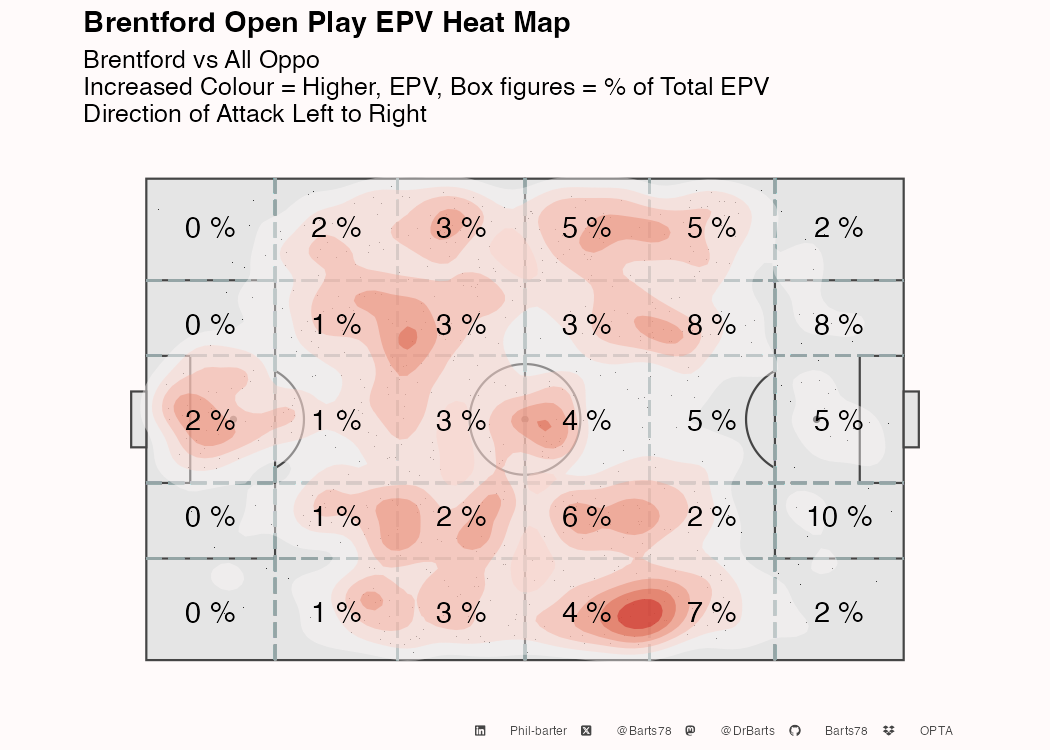 Brentford Open Play EPV Heat Map
Brentford vs All Oppo
Increased Colour = Higher, EPV, Box figures = % of Total EPV
Direction of Attack Left to Right
0 % 2 % 3 % 5 % 5 % 2 %
0 % 1 % 3 % 3 % 8 % 8 %
2 % 1 % 3 % 4 % 5 % 5 %
0 % 1 % 2 % 6 % 2 % 10 %
0 % 1 % 3 % 4 % 7 % 2 %
Phil-barter @Barts78 @DrBarts Barts78 OPTA